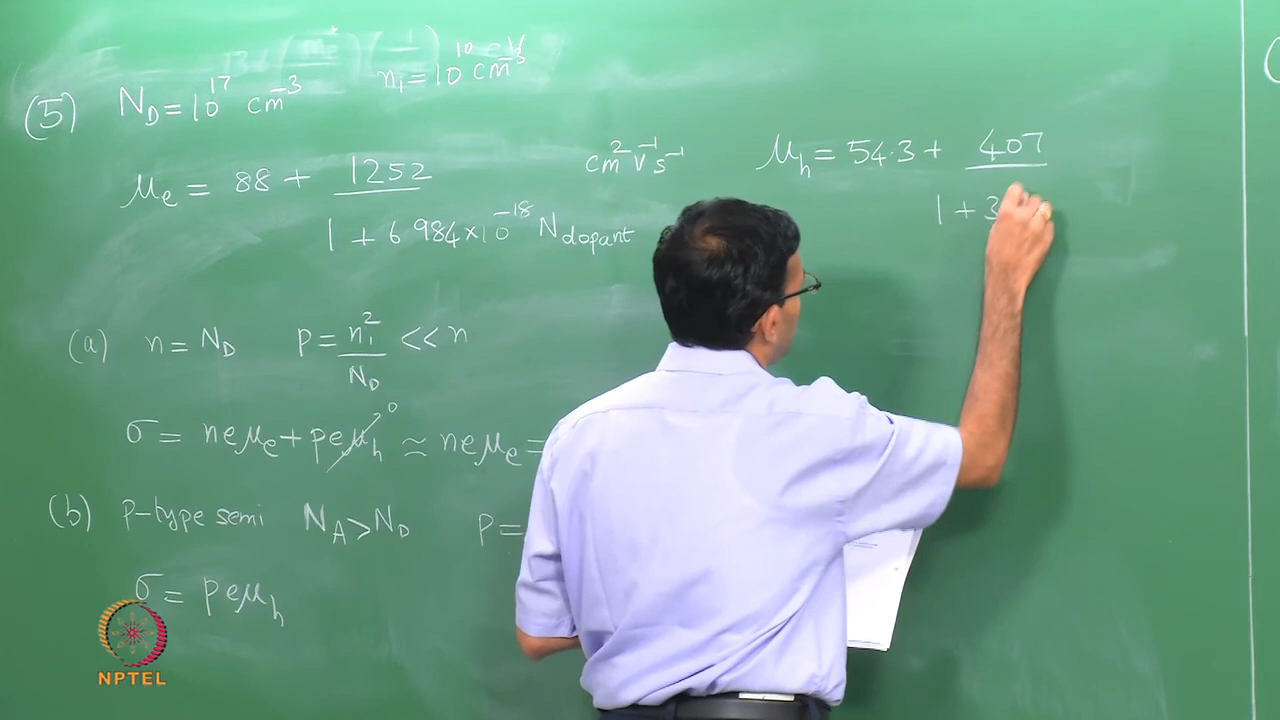 (5) N_D = 10^17 cm^-3 n_i = 10^10 cm^-3
μ_e = 88 + 1252 / (1 + 6.984×10^-18 N_dopant) cm^2 V^-1 s^-1
μ_h = 54.3 + 407 / 1 + 3
(a) n = N_D p = n_i^2 / N_D << n
σ = neμ_e + peμ_h → 0 ≈ neμ_e =
(b) p-type semi N_A > N_D p =
σ = peμ_h
NPTEL